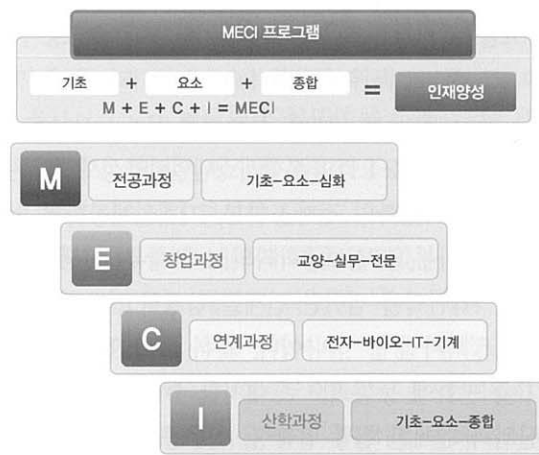 MECI 프로그램
기초 + 요소 + 종합 = 인재양성
M + E + C + I = MECI
M 전공과정 기초-요소-심화
E 창업과정 교양-실무-전문
C 연계과정 전자-바이오-IT-기계
I 산학과정 기초-요소-종합